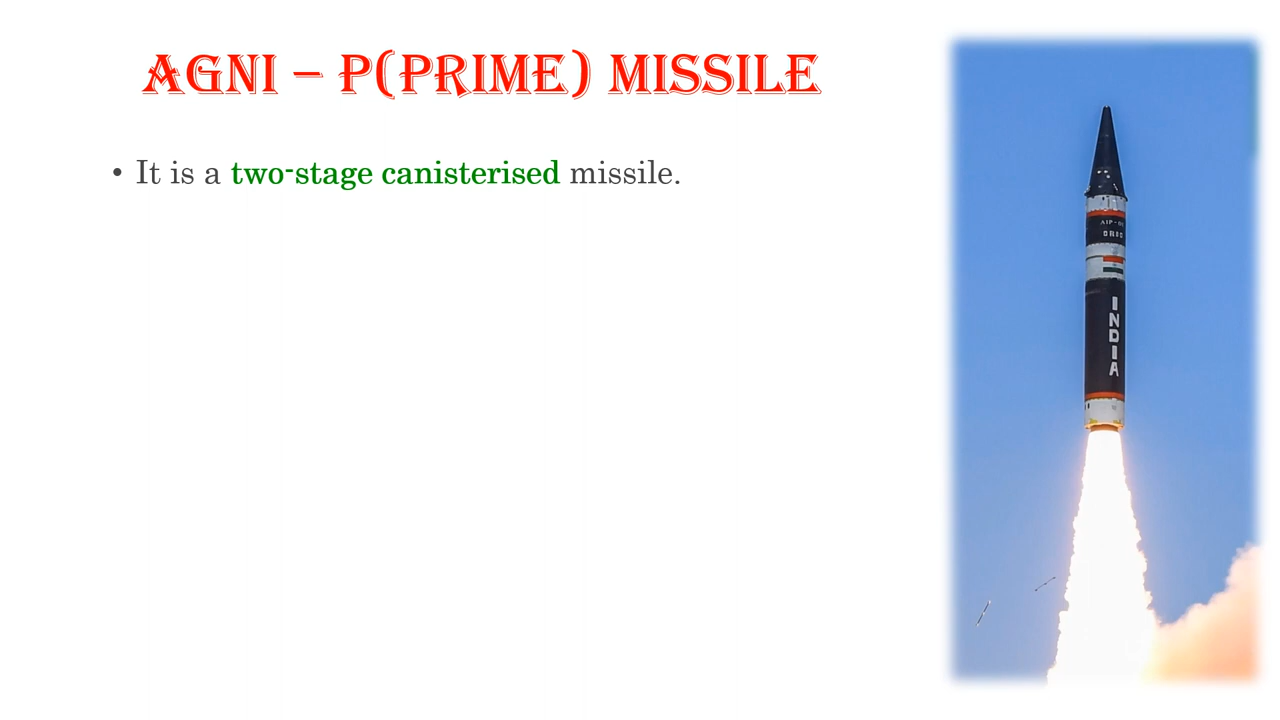 AGNI – P(PRIME) MISSILE
• It is a two-stage canisterised missile.
INDIA